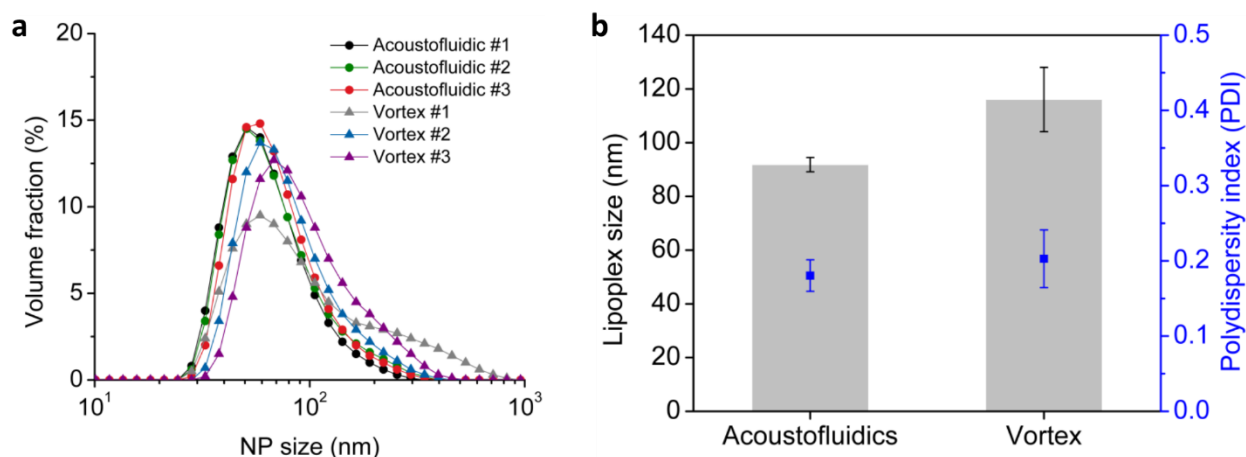 a
20
15
10
5
0
Volume fraction (%)
10¹
10²
10³
NP size (nm)
Acoustofluidic #1
Acoustofluidic #2
Acoustofluidic #3
Vortex #1
Vortex #2
Vortex #3
b
140
120
100
80
60
40
20
0
Lipoplex size (nm)
Acoustofluidics
Vortex
0.5
0.4
0.3
0.2
0.1
0.0
Polydispersity index (PDI)